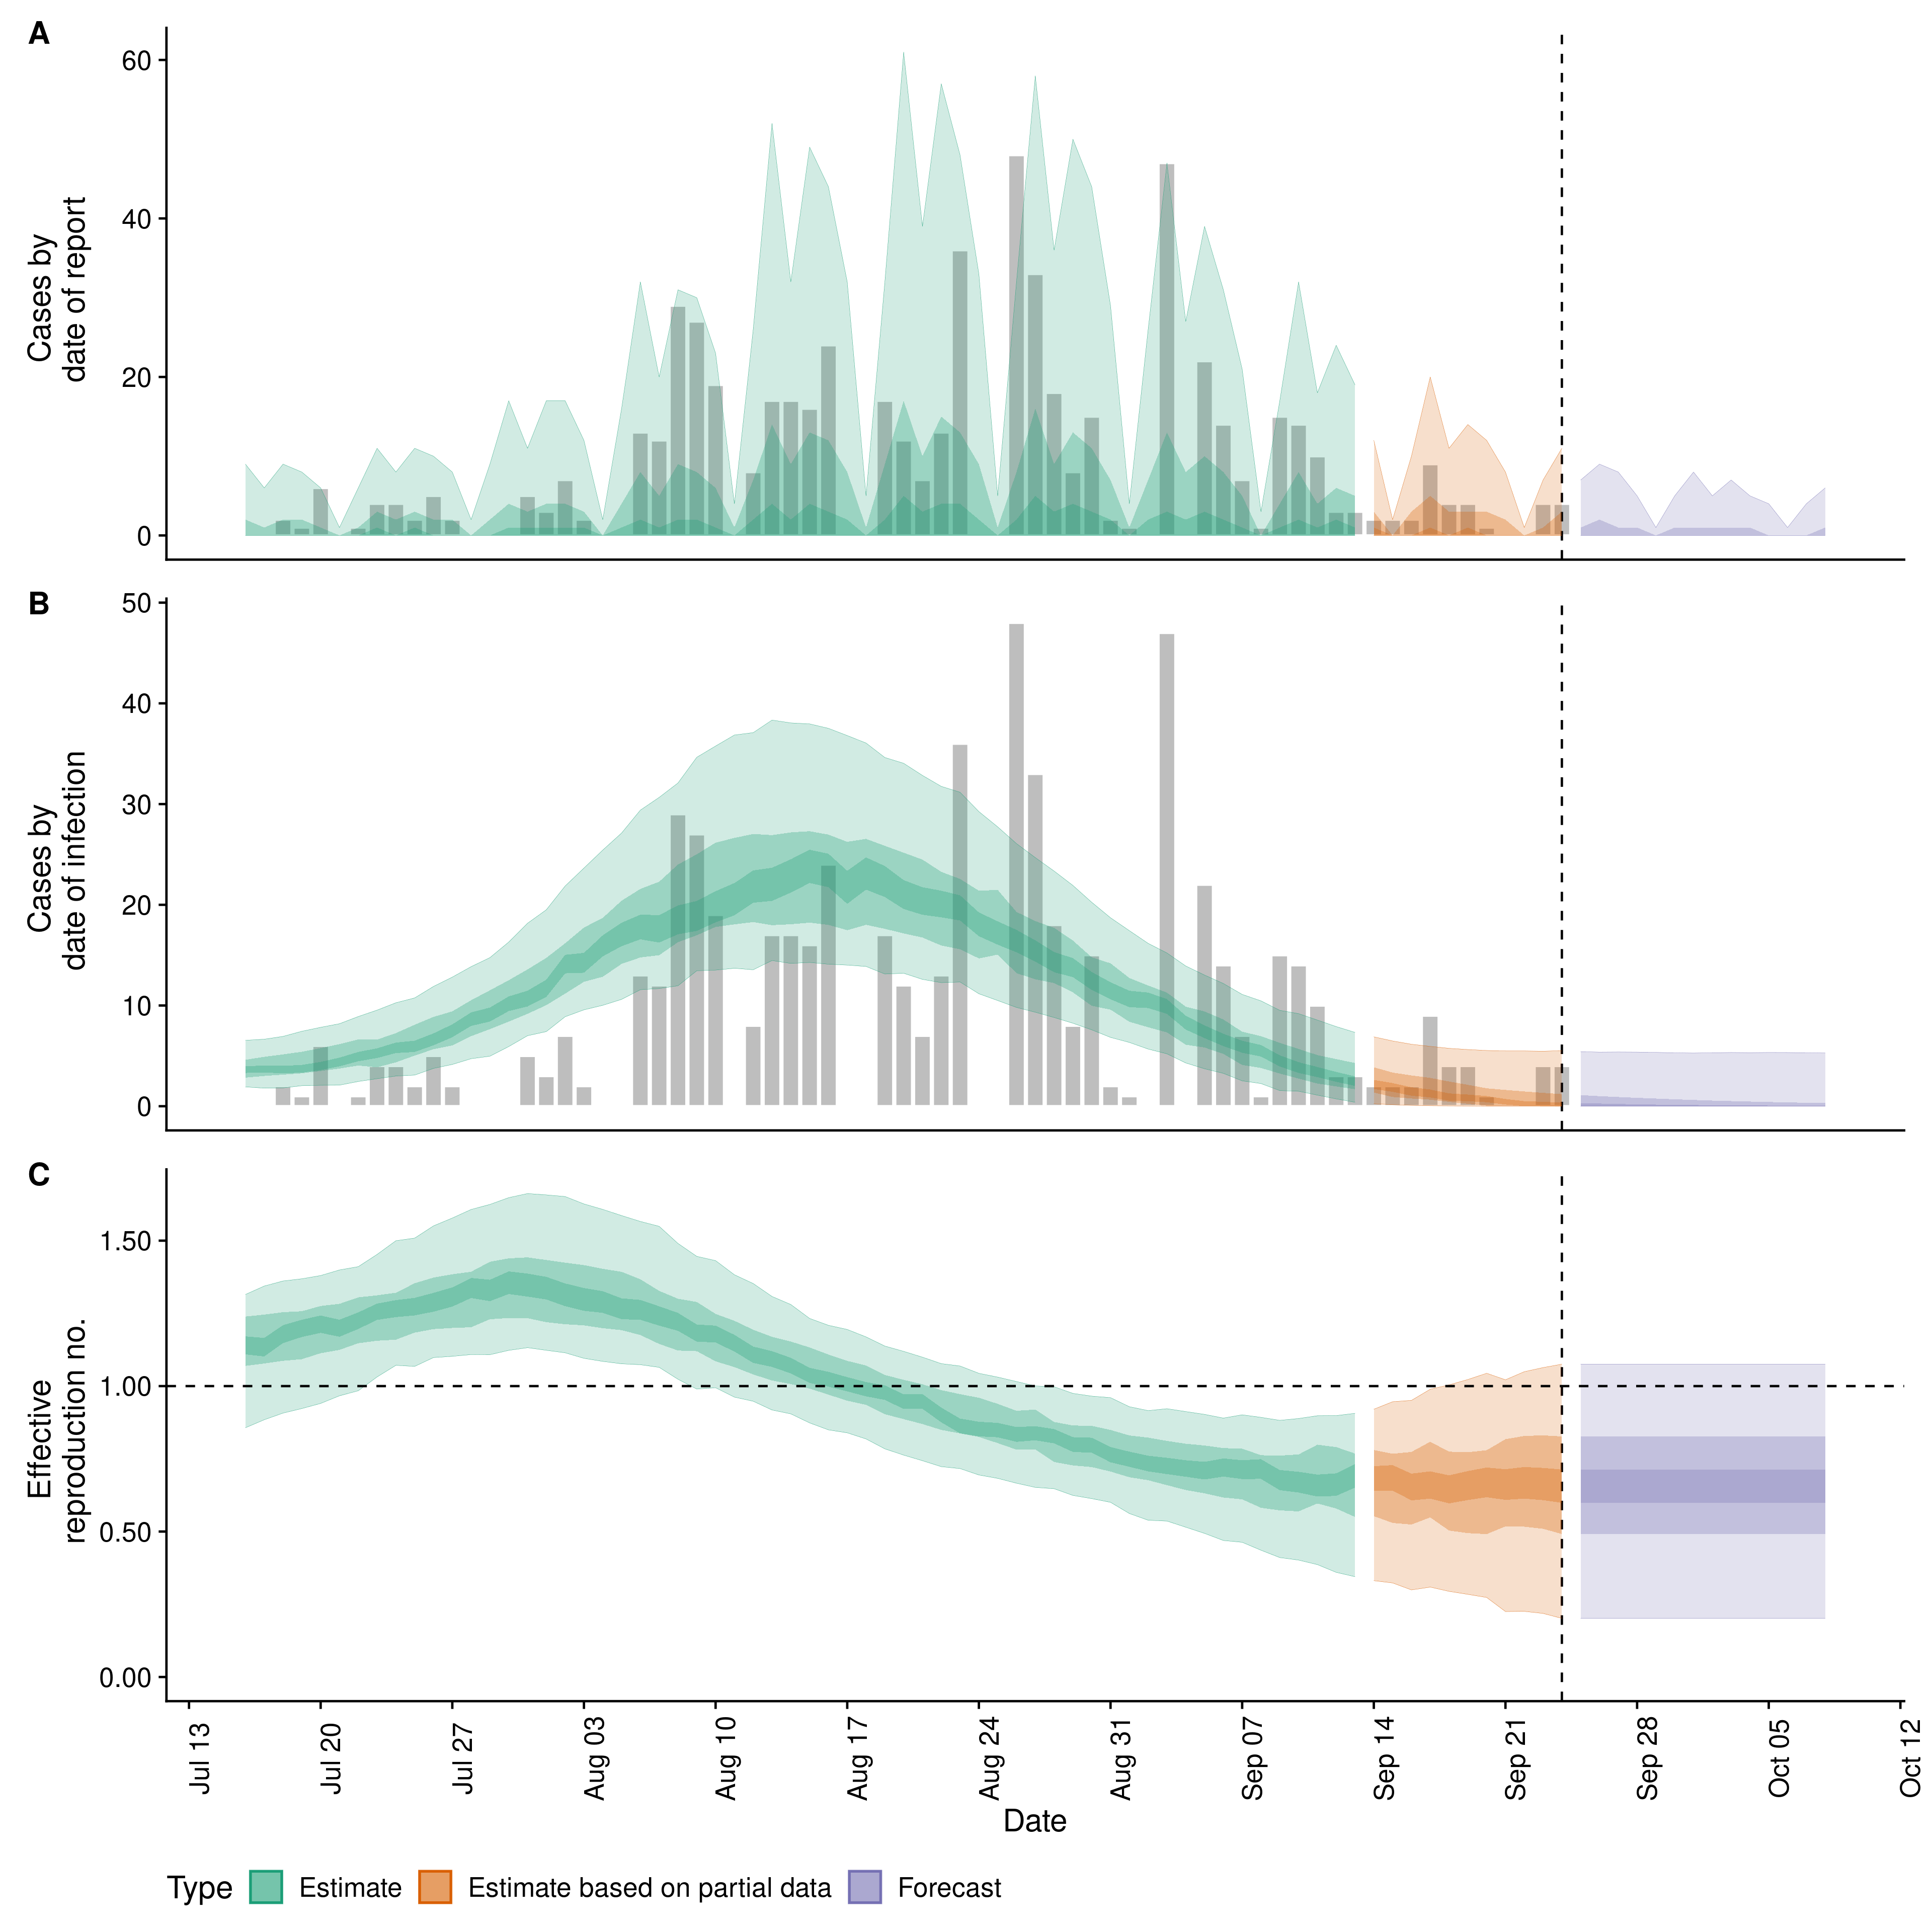 A
60
40
20
0
Cases by
date of report
B
50
40
30
20
10
0
Cases by
date of infection
C
1.50
1.00
0.50
0.00
Effective
reproduction no.
Jul 13
Jul 20
Jul 27
Aug 03
Aug 10
Aug 17
Aug 24
Aug 31
Sep 07
Sep 14
Sep 21
Sep 28
Oct 05
Oct 12
Date
Type Estimate Estimate based on partial data Forecast